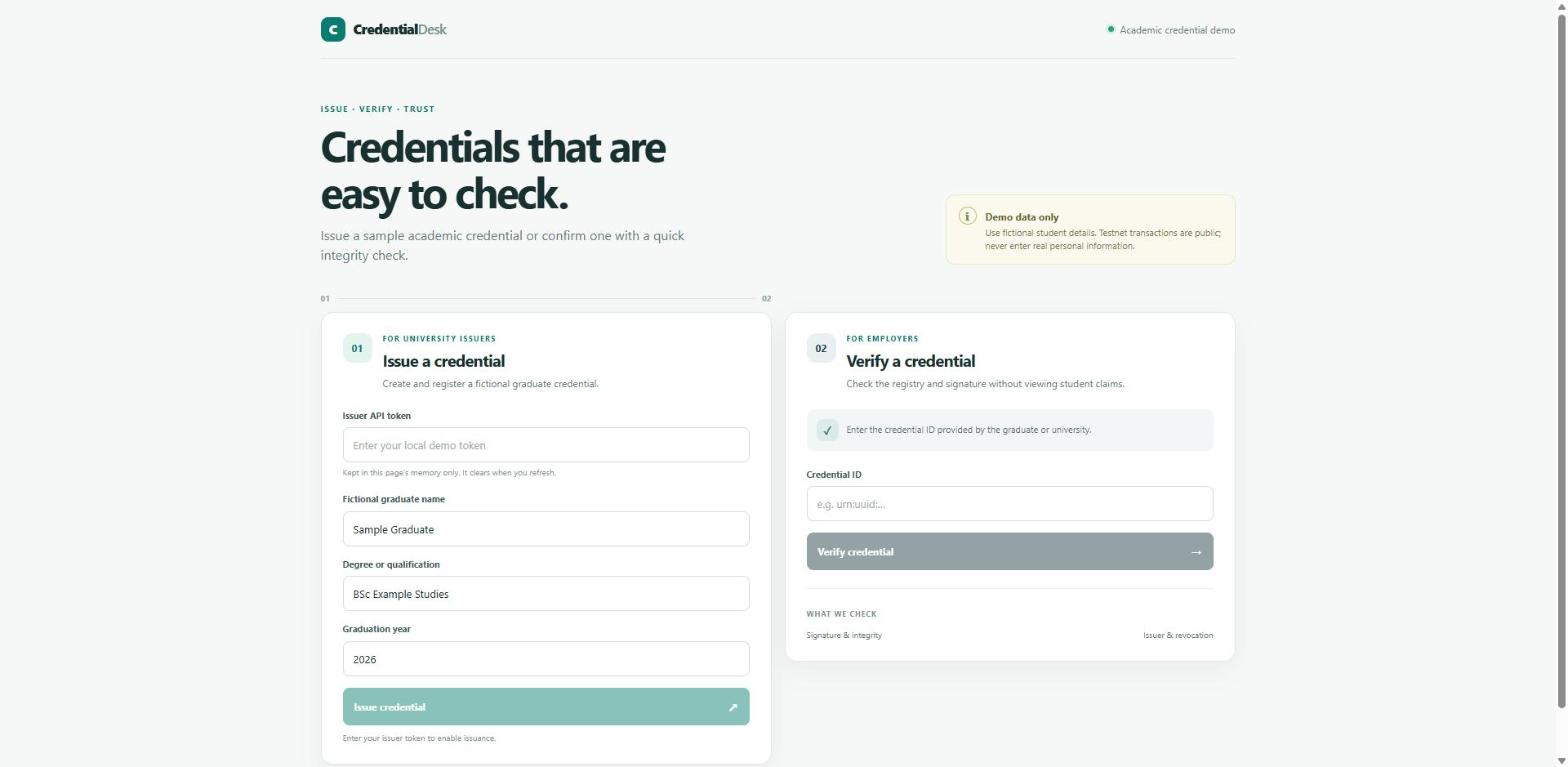 C CredentialDesk
Academic credential demo
ISSUE · VERIFY · TRUST
Credentials that are
easy to check.
Issue a sample academic credential or confirm one with a quick
integrity check.
i Demo data only
Use fictional student details. Testnet transactions are public;
never enter real personal information.
01
02
01
FOR UNIVERSITY ISSUERS
Issue a credential
Create and register a fictional graduate credential.
Issuer API token
Enter your local demo token
Kept in this page's memory only. It clears when you refresh.
Fictional graduate name
Sample Graduate
Degree or qualification
BSc Example Studies
Graduation year
2026
Issue credential ↗
Enter your issuer token to enable issuance.
02
FOR EMPLOYERS
Verify a credential
Check the registry and signature without viewing student claims.
✓ Enter the credential ID provided by the graduate or university.
Credential ID
e.g. urn:uuid:...
Verify credential →
WHAT WE CHECK
Signature & integrity
Issuer & revocation